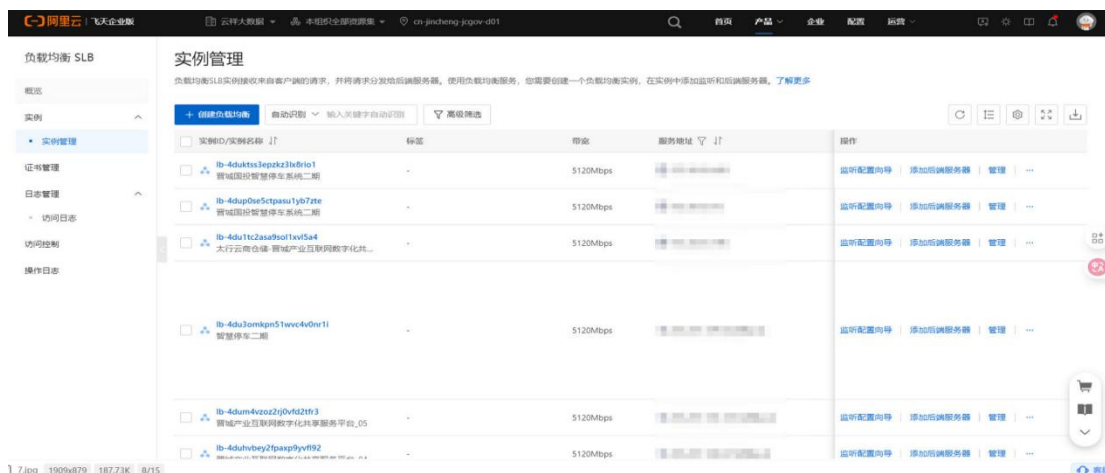 阿里云 | 飞天企业版
云祥大数据
本组织全部资源集
cn-jincheng-jcgov-d01
首页 产品 企业 配置 运营
负载均衡 SLB
概览
实例
实例管理
证书管理
日志管理
访问日志
访问控制
操作日志
实例管理
负载均衡SLB实例接收来自客户端的请求，并将请求分发给后端服务器。使用负载均衡服务，您需要创建一个负载均衡实例，在实例中添加监听和后端服务器。了解更多
+ 创建负载均衡 自动识别 输入关键字自动识别 高级筛选
实例ID/实例名称 标签 带宽 服务地址 操作
lb-4duktss3epzkz3lx8rio1
晋城国投智慧停车系统二期
- 5120Mbps 监听配置向导 添加后端服务器 管理 ...
lb-4dup0se5ctpasu1yb7zte
晋城国投智慧停车系统二期
- 5120Mbps 监听配置向导 添加后端服务器 管理 ...
lb-4du1tc2asa9sol1xvl5a4
太行云商仓储-晋城产业互联网数字化共...
- 5120Mbps 监听配置向导 添加后端服务器 管理 ...
lb-4du3omkpn51wvc4v0nr1i
智慧停车二期
- 5120Mbps 监听配置向导 添加后端服务器 管理 ...
lb-4dum4vzoz2rj0vfd2tfr3
晋城产业互联网数字化共享服务平台_05
- 5120Mbps 监听配置向导 添加后端服务器 管理 ...
lb-4duhvbey2fpaxp9yvfl92
- 5120Mbps 监听配置向导 添加后端服务器 管理 ...
7.jpg 1909x879 187.73K 8/15